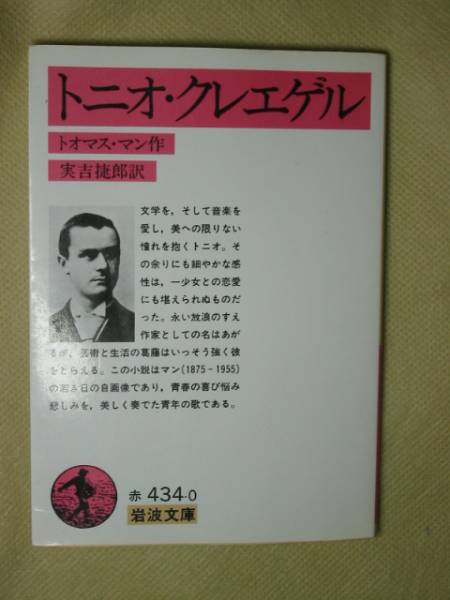 トニオ・クレエゲル
トオマス・マン作
実吉捷郎訳
文学を，そして音楽を
愛し，美への限りない
憧れを抱くトニオ。そ
の余りにも細やかな感
性は，一少女との恋愛
にも堪えられぬものだ
った。永い放浪のすえ
作家としての名はあが
るが，芸術と生活の葛藤はいっそう強く彼
をとらえる。この小説はマン(1875-1955)
の若き日の自画像であり，青春の喜び悩み
悲しみを，美しく奏でた青年の歌である。
赤 434-0
岩波文庫